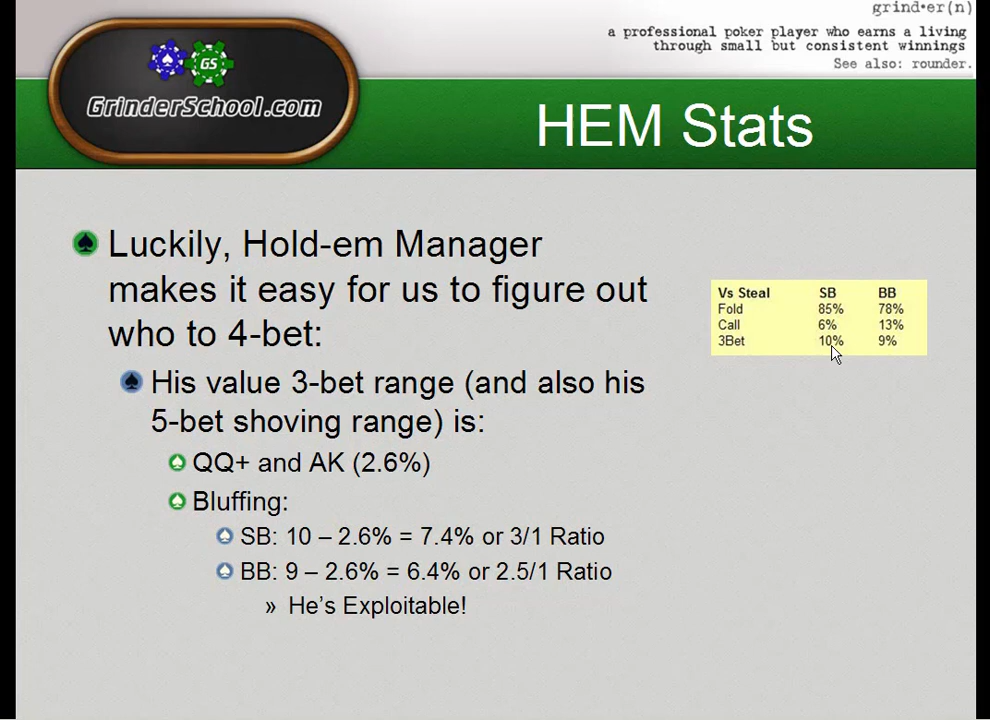 grind•er(n)
a professional poker player who earns a living
through small but consistent winnings
See also: rounder.
GS
GrinderSchool.com
HEM Stats
Luckily, Hold-em Manager
makes it easy for us to figure out
who to 4-bet:
His value 3-bet range (and also his
5-bet shoving range) is:
QQ+ and AK (2.6%)
Bluffing:
SB: 10 – 2.6% = 7.4% or 3/1 Ratio
BB: 9 – 2.6% = 6.4% or 2.5/1 Ratio
» He's Exploitable!
Vs Steal SB BB
Fold 85% 78%
Call 6% 13%
3Bet 10% 9%